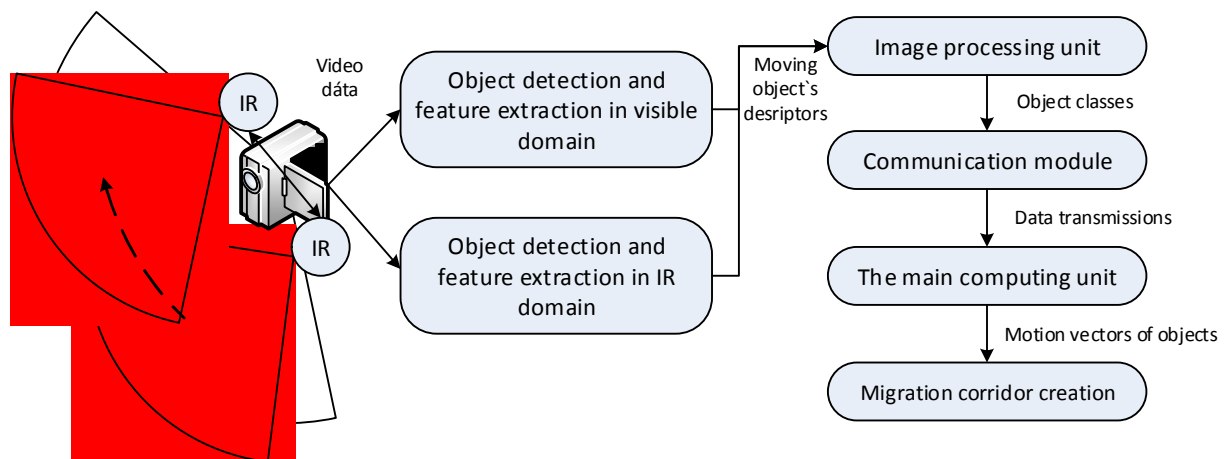 IR
IR
Video
dáta
Object detection and
feature extraction in visible
domain
Object detection and
feature extraction in IR
domain
Moving
object`s
desriptors
Image processing unit
Object classes
Communication module
Data transmissions
The main computing unit
Motion vectors of objects
Migration corridor creation